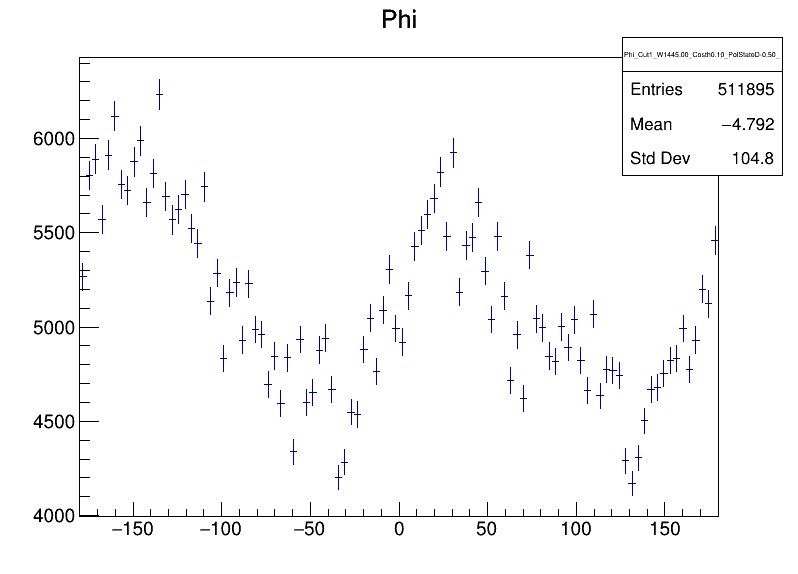 Phi
Phi_Cut1_W1445.00_Costh0.10_PolStateD-0.50_
Entries 511895
Mean −4.792
Std Dev 104.8
6000
5500
5000
4500
4000
−150 −100 −50 0 50 100 150